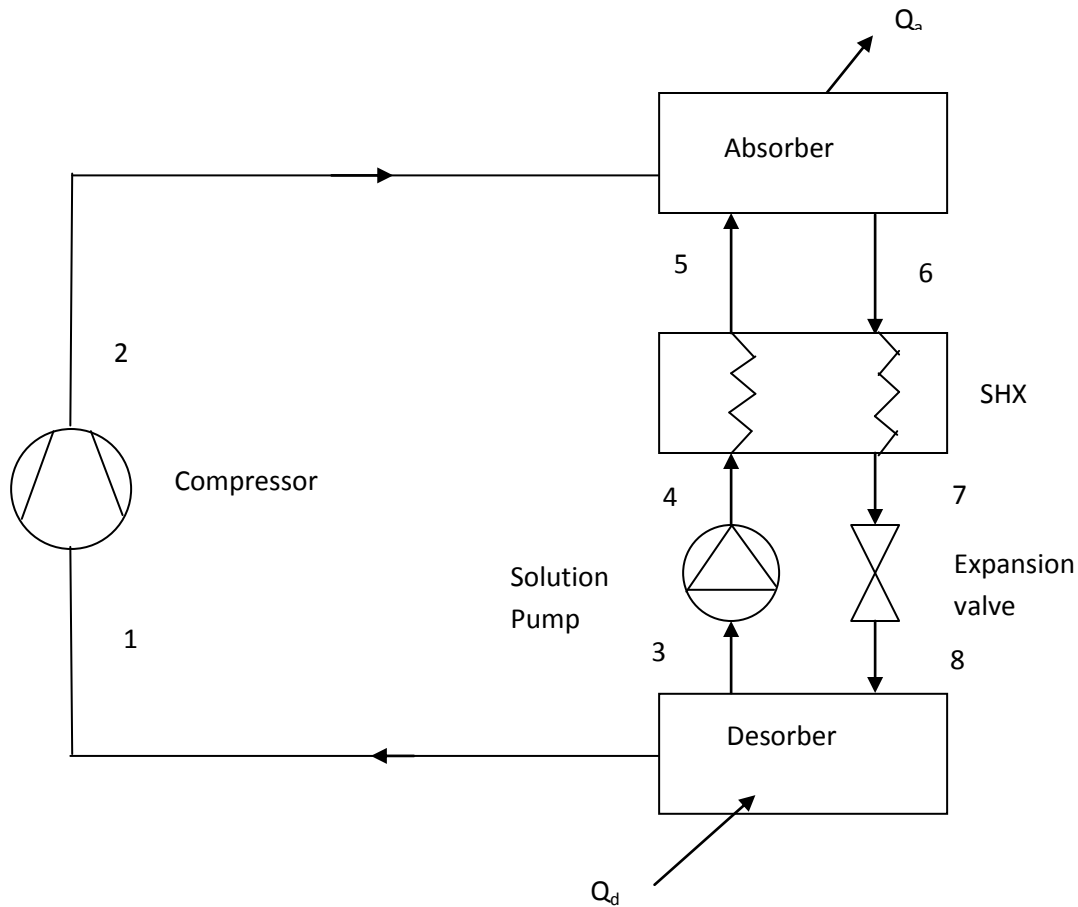 Qa
Absorber
5
6
2
SHX
Compressor
4
7
Solution
Pump
Expansion
valve
1
3
8
Desorber
Qd